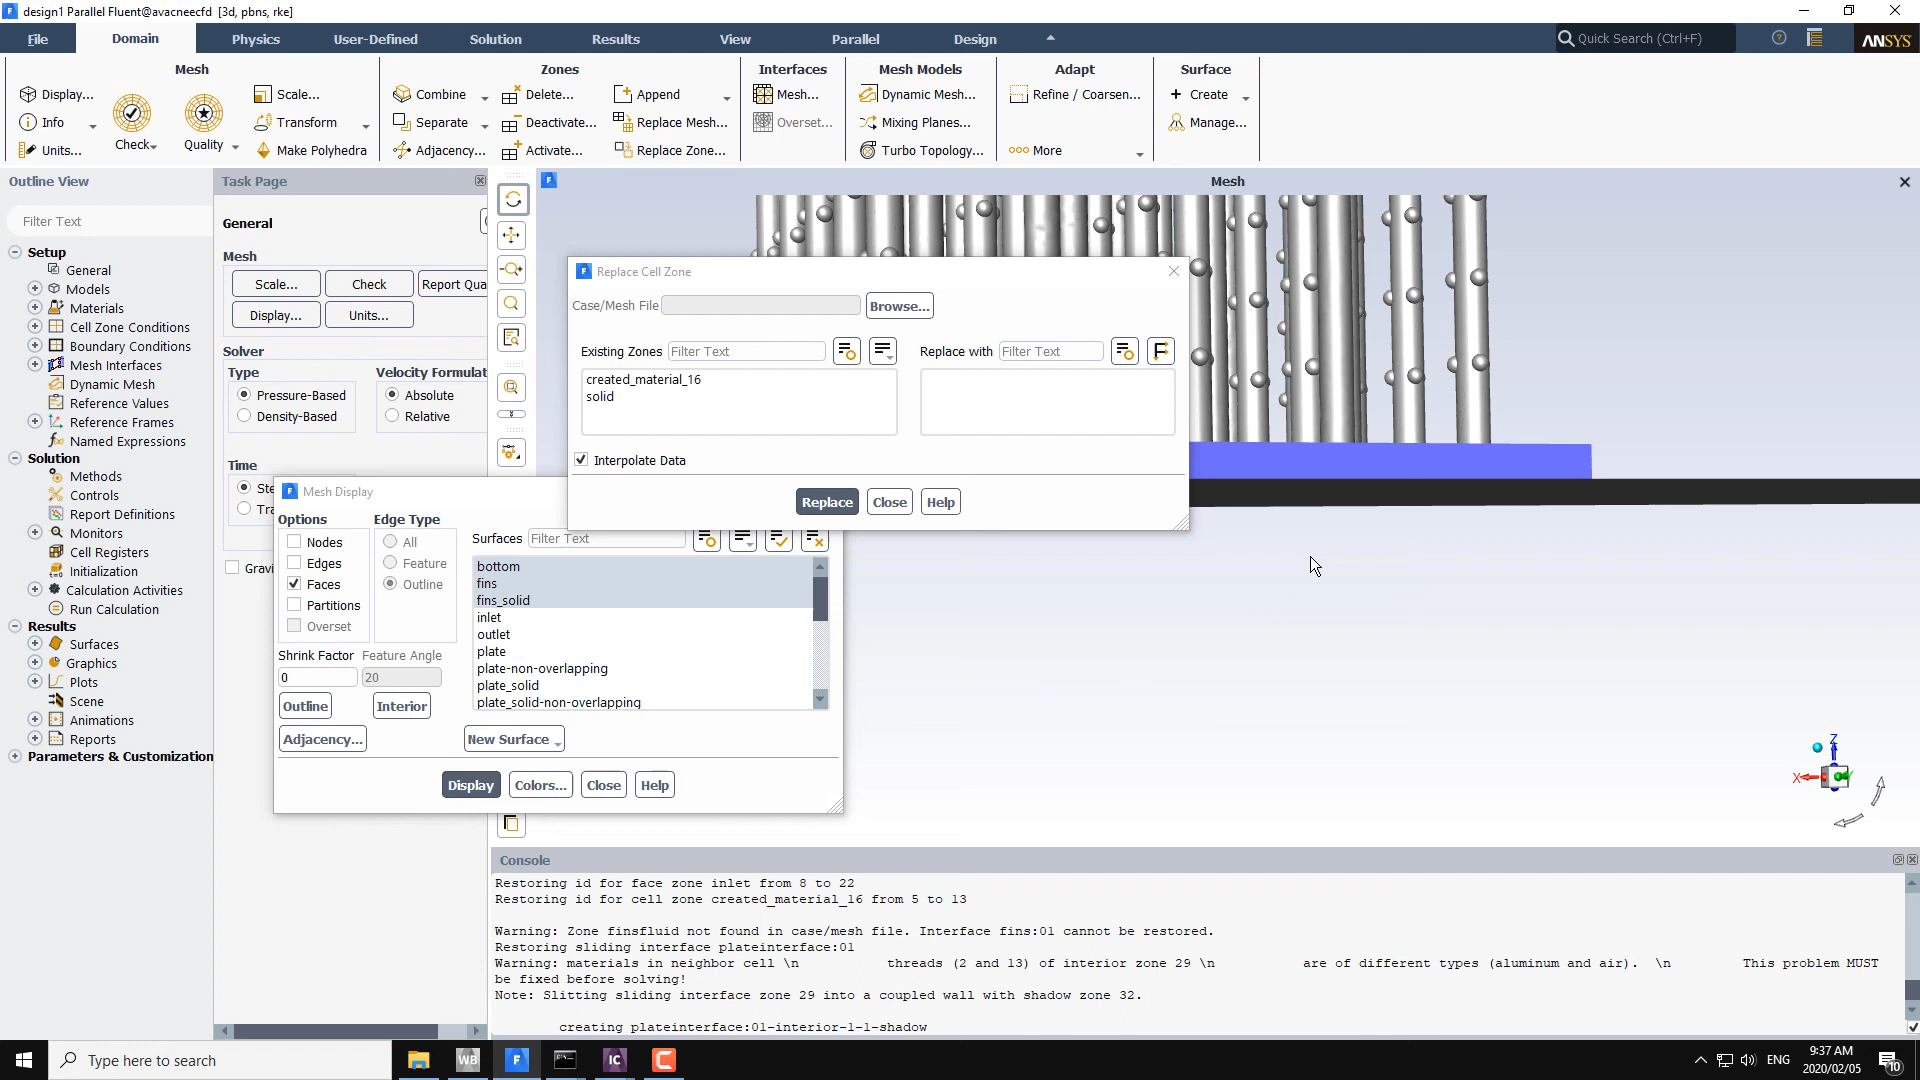 design1 Parallel Fluent@avacneecfd [3d, pbns, rke]
File Domain Physics User-Defined Solution Results View Parallel Design Quick Search (Ctrl+F) ANSYS
Mesh Zones Interfaces Mesh Models Adapt Surface
Display... Scale... Combine Delete... Append Mesh... Dynamic Mesh... Refine / Coarsen... Create
Info Transform Separate Deactivate... Replace Mesh... Overset... Mixing Planes... Manage...
Check Quality
Units... Make Polyhedra Adjacency... Activate... Replace Zone... Turbo Topology... More
Outline View
Filter Text
Setup
General
Models
Materials
Cell Zone Conditions
Boundary Conditions
Mesh Interfaces
Dynamic Mesh
Reference Values
Reference Frames
Named Expressions
Solution
Methods
Controls
Report Definitions
Monitors
Cell Registers
Initialization
Calculation Activities
Run Calculation
Results
Surfaces
Graphics
Plots
Scene
Animations
Reports
Parameters & Customization
Task Page
General
Mesh
Scale... Check Report Qua
Display... Units...
Solver
Type Velocity Formulat
Pressure-Based Absolute
Density-Based Relative
Time
Ste
Tra
Gravi
Mesh
Replace Cell Zone
Case/Mesh File Browse...
Existing Zones Filter Text Replace with Filter Text
created_material_16
solid
Interpolate Data
Replace Close Help
Mesh Display
Options Edge Type Surfaces Filter Text
Nodes All
Edges Feature
Faces Outline
Partitions
Overset
bottom
fins
fins_solid
inlet
outlet
plate
plate-non-overlapping
plate_solid
plate_solid-non-overlapping
Shrink Factor Feature Angle
0 20
Outline Interior
Adjacency... New Surface
Display Colors... Close Help
Z
X
Console
Restoring id for face zone inlet from 8 to 22
Restoring id for cell zone created_material_16 from 5 to 13
Warning: Zone finsfluid not found in case/mesh file. Interface fins:01 cannot be restored.
Restoring sliding interface plateinterface:01
Warning: materials in neighbor cell \n threads (2 and 13) of interior zone 29 \n are of different types (aluminum and air). \n This problem MUST
be fixed before solving!
Note: Slitting sliding interface zone 29 into a coupled wall with shadow zone 32.
creating plateinterface:01-interior-1-1-shadow
Type here to search WB F IC C ENG 9:37 AM
2020/02/05 10